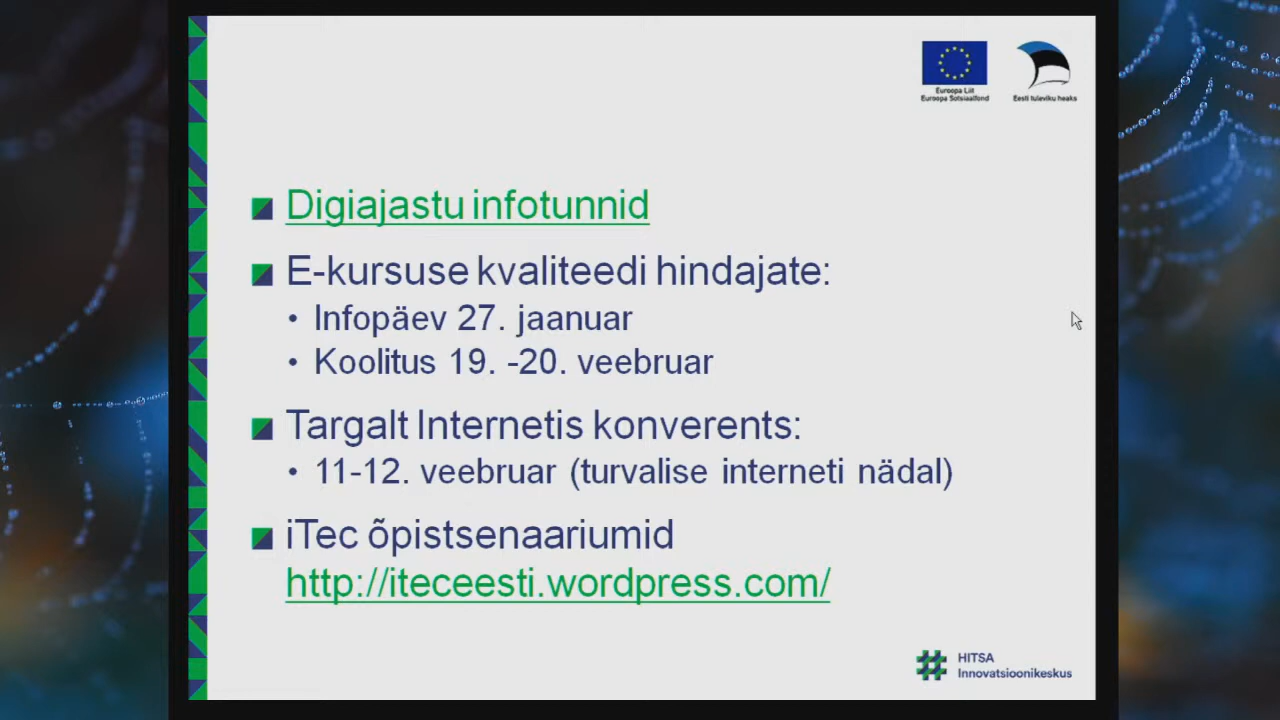 Euroopa Liit
Euroopa Sotsiaalfond
Eesti tuleviku heaks
Digiajastu infotunnid
E-kursuse kvaliteedi hindajate:
• Infopäev 27. jaanuar
• Koolitus 19. -20. veebruar
Targalt Internetis konverents:
• 11-12. veebruar (turvalise interneti nädal)
iTec õpistsenaariumid
http://iteceesti.wordpress.com/
HITSA
Innovatsioonikeskus